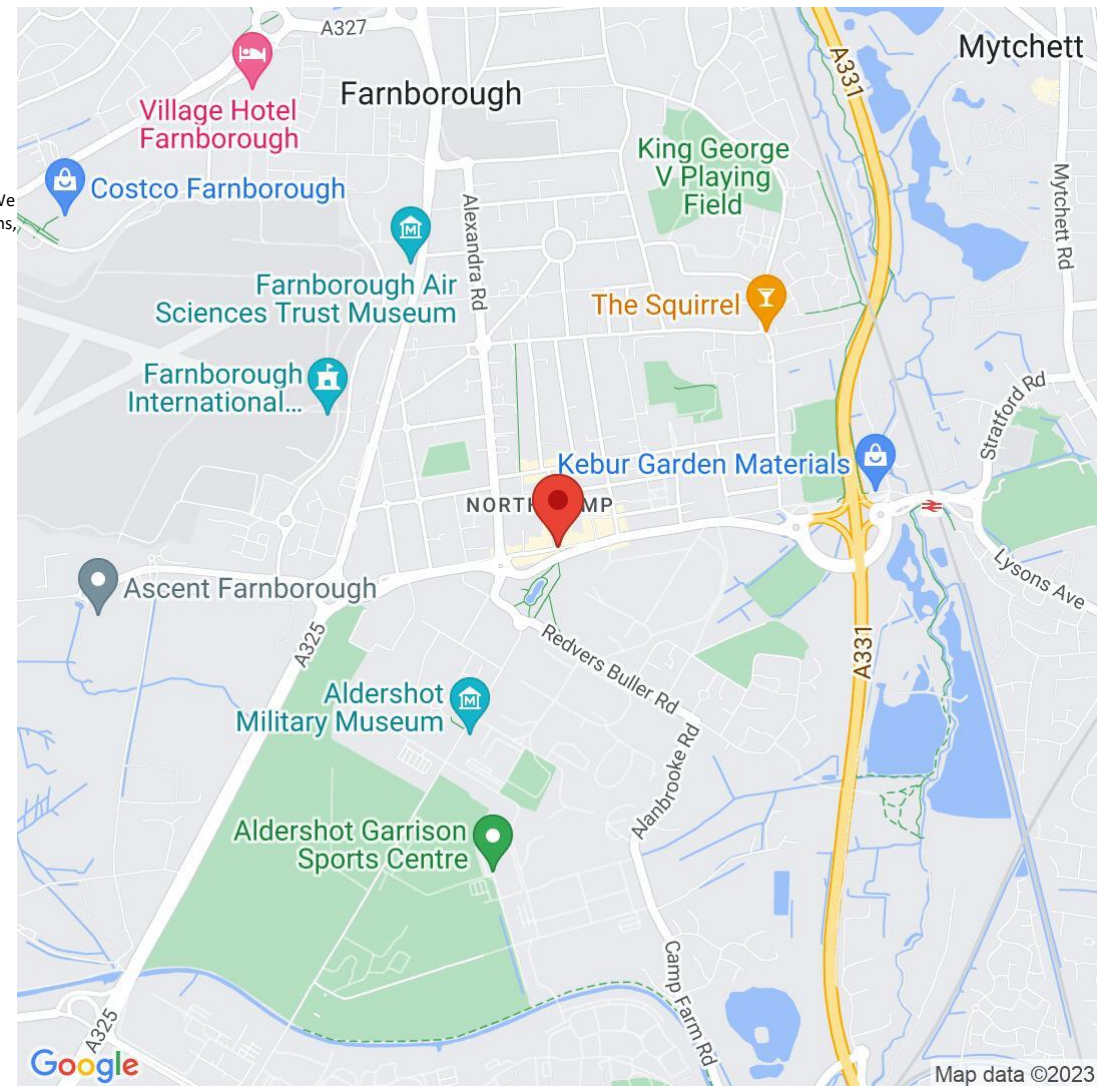 A327
A331
Mytchett
Farnborough
Village Hotel
Farnborough
King George
V Playing
Field
Costco Farnborough
We
Mytchett Rd
Alexandra Rd
Farnborough Air
Sciences Trust Museum
The Squirrel
Farnborough
International...
Stratford Rd
Kebur Garden Materials
Lysons Ave
Ascent Farnborough
A325
Redvers Buller Rd
A331
Aldershot
Military Museum
Alanbrooke Rd
Aldershot Garrison
Sports Centre
Camp Farm Rd
A325
Google
Map data ©2023